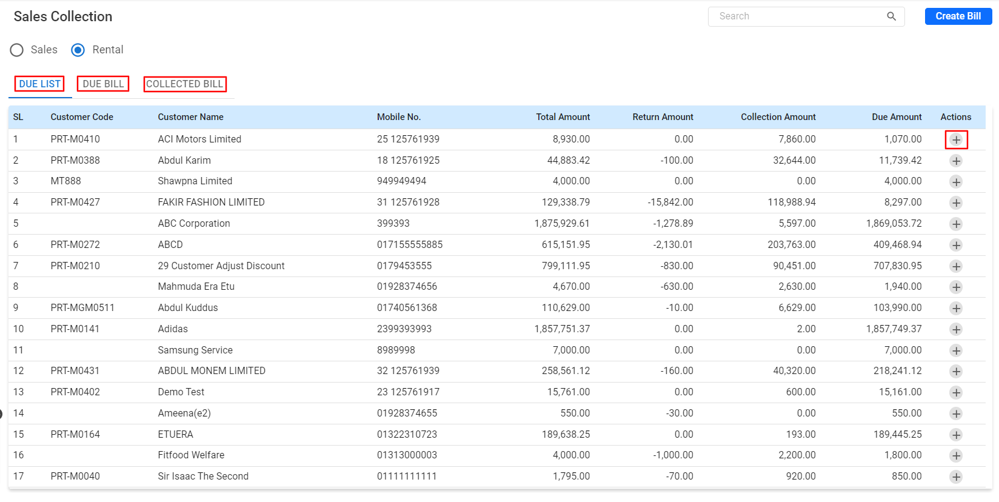 Sales Collection
Search
Create Bill
Sales Rental
DUE LIST DUE BILL COLLECTED BILL
SL Customer Code Customer Name Mobile No. Total Amount Return Amount Collection Amount Due Amount Actions
1 PRT-M0410 ACI Motors Limited 25 125761939 8,930.00 0.00 7,860.00 1,070.00
2 PRT-M0388 Abdul Karim 18 125761925 44,883.42 -100.00 32,644.00 11,739.42
3 MT888 Shawpna Limited 949949494 4,000.00 0.00 0.00 4,000.00
4 PRT-M0427 FAKIR FASHION LIMITED 31 125761928 129,338.79 -15,842.00 118,988.94 8,297.00
5 ABC Corporation 399393 1,875,929.61 -1,278.89 5,597.00 1,869,053.72
6 PRT-M0272 ABCD 017155555885 615,151.95 -2,130.01 203,763.00 409,468.94
7 PRT-M0210 29 Customer Adjust Discount 0179453555 799,111.95 -830.00 90,451.00 707,830.95
8 Mahmuda Era Etu 01928374656 4,670.00 -630.00 2,630.00 1,940.00
9 PRT-MGM0511 Abdul Kuddus 01740561368 110,629.00 -10.00 6,629.00 103,990.00
10 PRT-M0141 Adidas 2399393993 1,857,751.37 0.00 2.00 1,857,749.37
11 Samsung Service 8989998 7,000.00 0.00 0.00 7,000.00
12 PRT-M0431 ABDUL MONEM LIMITED 32 125761939 258,561.12 -160.00 40,320.00 218,241.12
13 PRT-M0402 Demo Test 23 125761917 15,761.00 0.00 600.00 15,161.00
14 Ameena(e2) 01928374655 550.00 -30.00 0.00 550.00
15 PRT-M0164 ETUERA 01322310723 189,638.25 0.00 193.00 189,445.25
16 Fitfood Welfare 01313000003 4,000.00 -1,000.00 2,200.00 1,800.00
17 PRT-M0040 Sir Isaac The Second 01111111111 1,795.00 -70.00 920.00 850.00